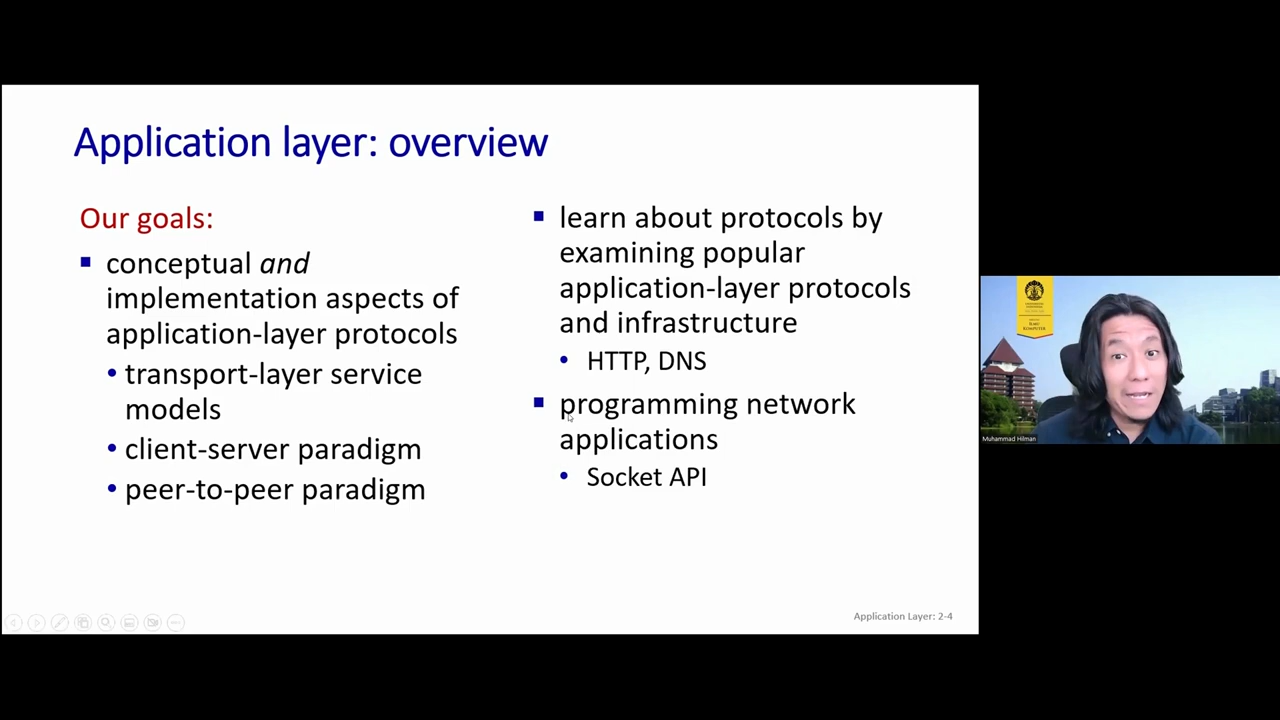 Application layer: overview
Our goals:
conceptual and
implementation aspects of
application-layer protocols
• transport-layer service
models
• client-server paradigm
• peer-to-peer paradigm
learn about protocols by
examining popular
application-layer protocols
and infrastructure
• HTTP, DNS
programming network
applications
• Socket API
Application Layer: 2-4
ILMU
KOMPUTER
Muhammad Hilman